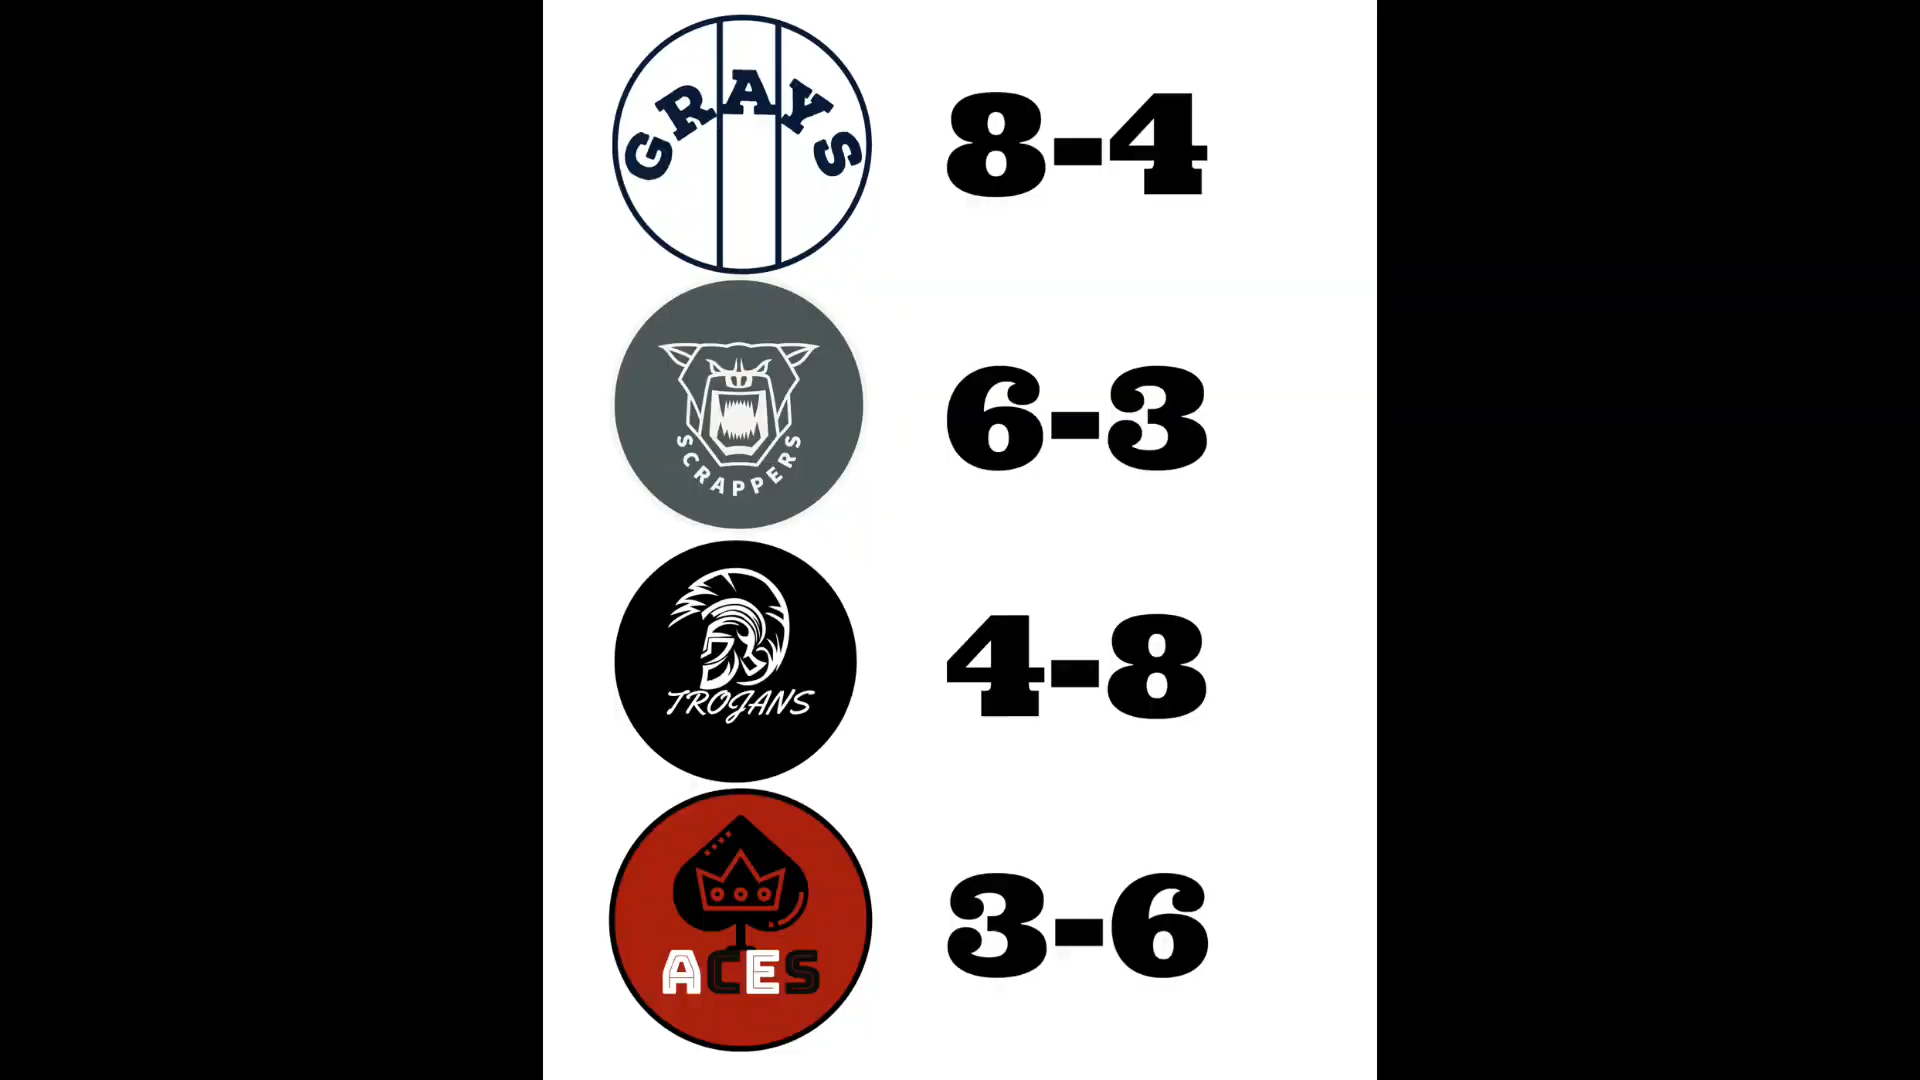 GRAYS 8-4
SCRAPPERS 6-3
TROJANS 4-8
ACES 3-6